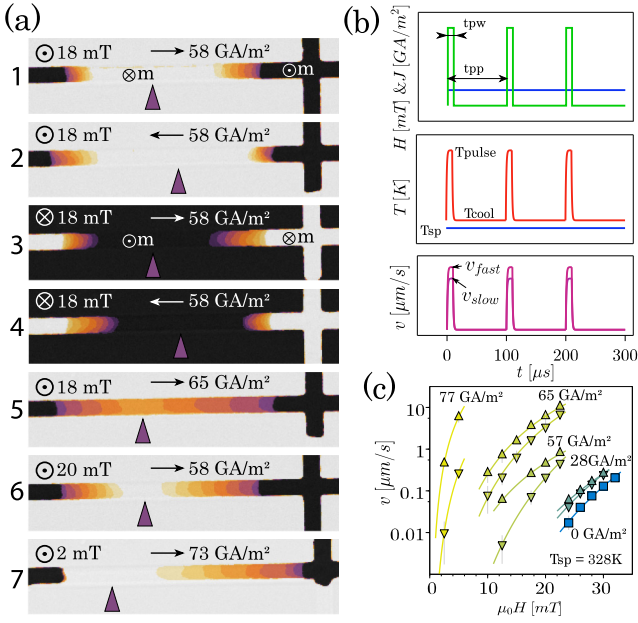 (a)
⊙ 18 mT → 58 GA/m²
1
⊗m
⊙m
⊙ 18 mT ← 58 GA/m²
2
⊗ 18 mT → 58 GA/m²
3
⊙m
⊗m
⊗ 18 mT ← 58 GA/m²
4
⊙ 18 mT → 65 GA/m²
5
⊙ 20 mT → 58 GA/m²
6
⊙ 2 mT → 73 GA/m²
7
(b)
H [mT] & J [GA/m²]
tpw
tpp
T [K]
Tpulse
Tcool
Tsp
v [μm/s]
v_fast
v_slow
0 100 200 300
t [μs]
(c)
v [μm/s]
10
1
0.1
0.01
77 GA/m²
65 GA/m²
57 GA/m²
28GA/m²
0 GA/m²
Tsp = 328K
0 10 20 30
μ₀H [mT]